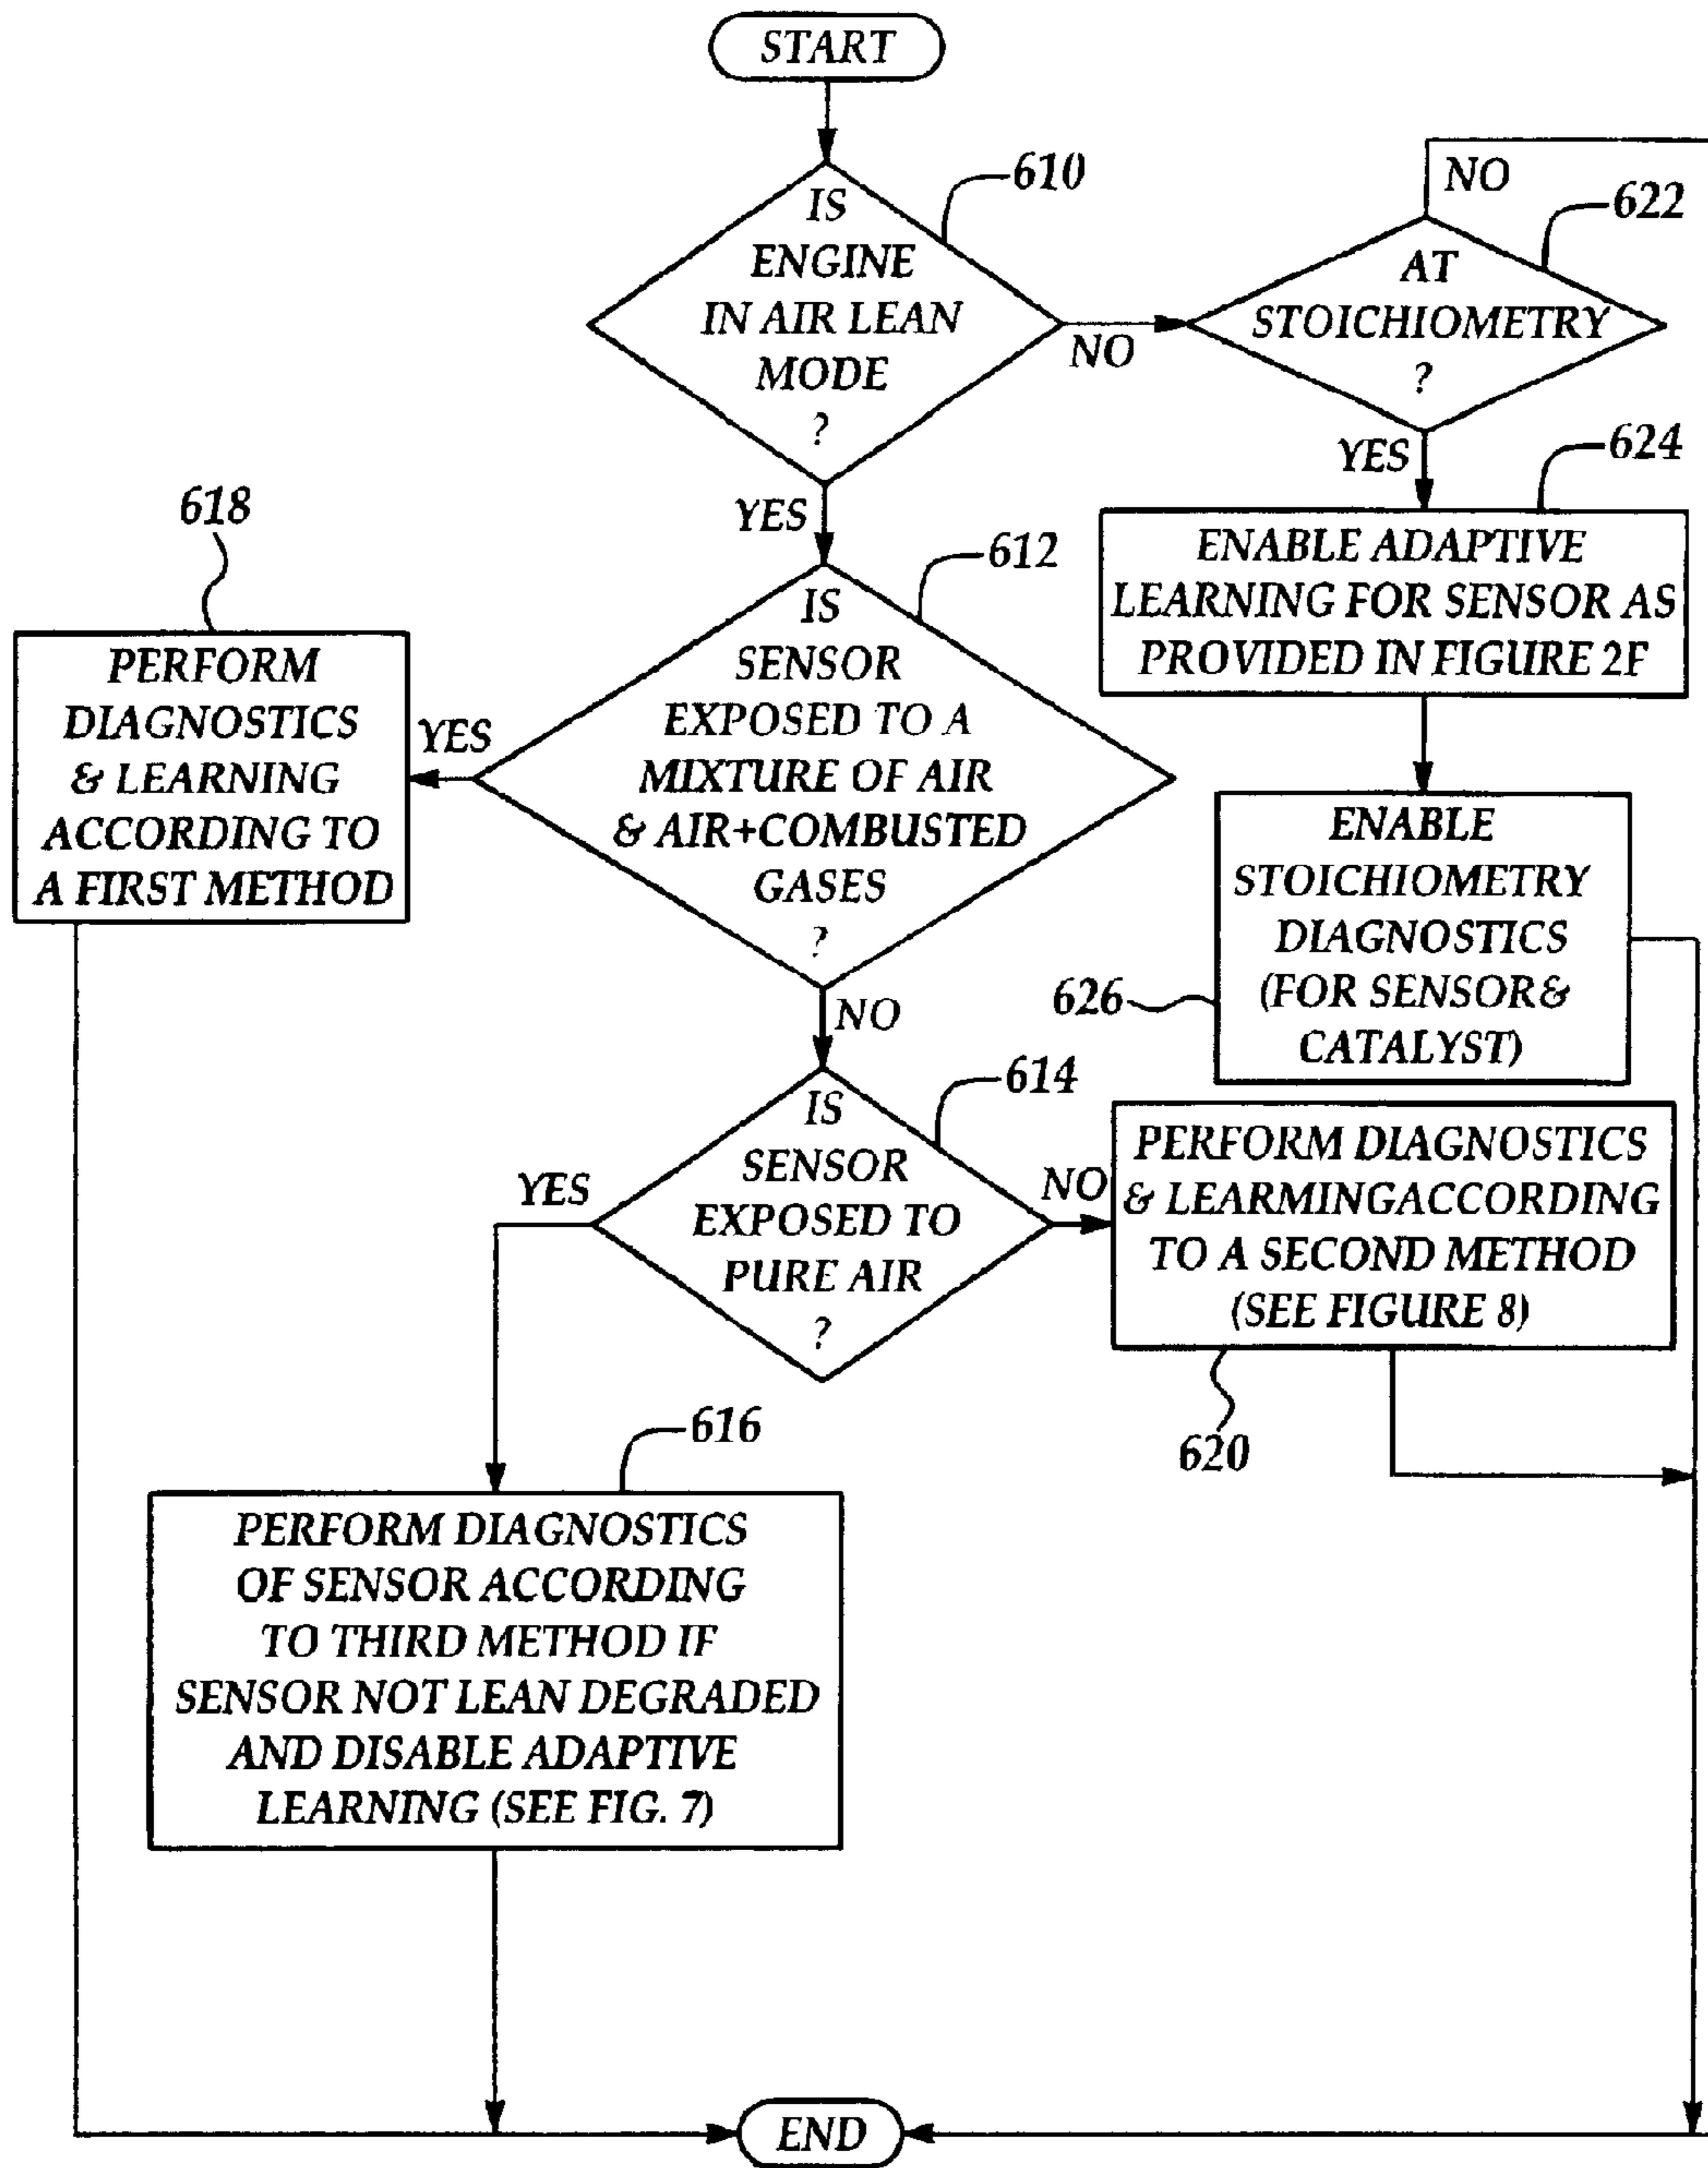 START
IS
ENGINE
IN AIR LEAN
MODE
?
610
NO
AT
STOICHIOMETRY
?
622
NO
YES
ENABLE ADAPTIVE
LEARNING FOR SENSOR AS
PROVIDED IN FIGURE 2F
624
ENABLE
STOICHIOMETRY
DIAGNOSTICS
(FOR SENSOR &
CATALYST)
626
YES
IS
SENSOR
EXPOSED TO A
MIXTURE OF AIR
& AIR+COMBUSTED
GASES
?
612
YES
618
PERFORM
DIAGNOSTICS
& LEARNING
ACCORDING TO
A FIRST METHOD
NO
IS
SENSOR
EXPOSED TO
PURE AIR
?
614
NO
PERFORM DIAGNOSTICS
& LEARMINGACCORDING
TO A SECOND METHOD
(SEE FIGURE 8)
620
YES
616
PERFORM DIAGNOSTICS
OF SENSOR ACCORDING
TO THIRD METHOD IF
SENSOR NOT LEAN DEGRADED
AND DISABLE ADAPTIVE
LEARNING (SEE FIG. 7)
END